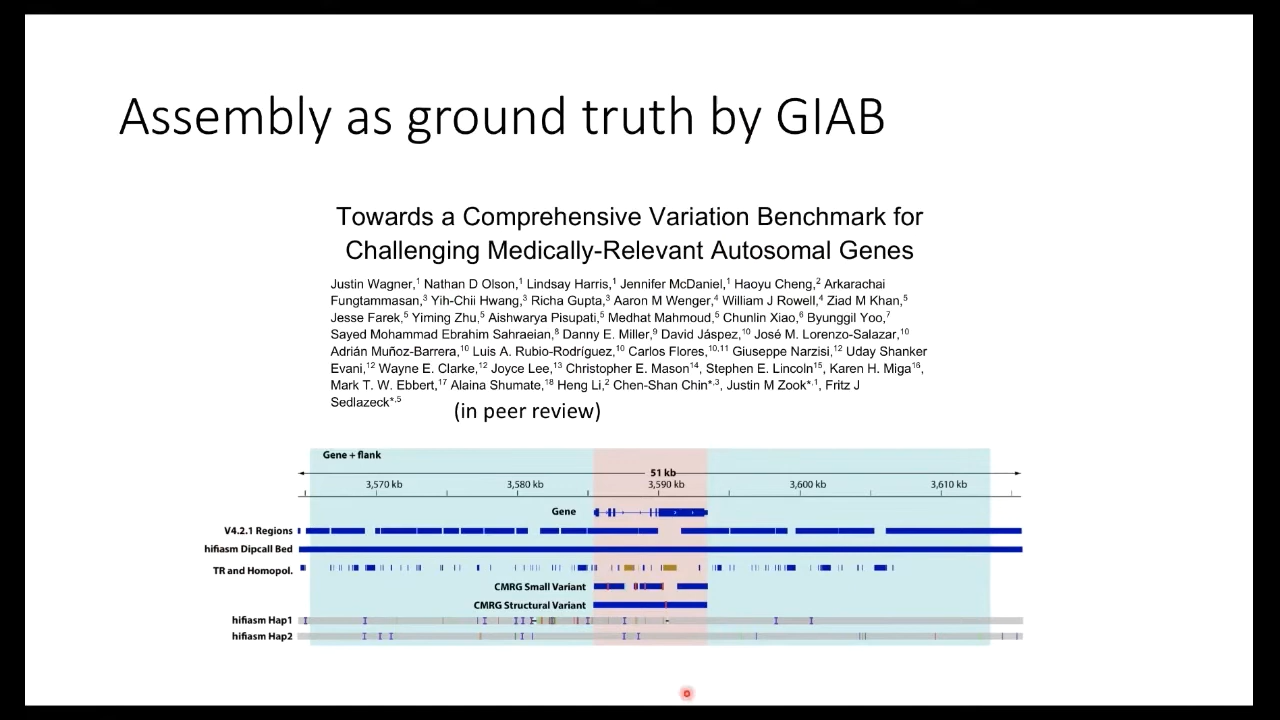 Assembly as ground truth by GIAB
Towards a Comprehensive Variation Benchmark for
Challenging Medically-Relevant Autosomal Genes
Justin Wagner,¹ Nathan D Olson,¹ Lindsay Harris,¹ Jennifer McDaniel,¹ Haoyu Cheng,² Arkarachai
Fungtammasan,³ Yih-Chii Hwang,³ Richa Gupta,³ Aaron M Wenger,⁴ William J Rowell,⁴ Ziad M Khan,⁵
Jesse Farek,⁵ Yiming Zhu,⁵ Aishwarya Pisupati,⁵ Medhat Mahmoud,⁵ Chunlin Xiao,⁶ Byunggil Yoo,⁷
Sayed Mohammad Ebrahim Sahraeian,⁸ Danny E. Miller,⁹ David Jáspez,¹⁰ José M. Lorenzo-Salazar,¹⁰
Adrián Muñoz-Barrera,¹⁰ Luis A. Rubio-Rodríguez,¹⁰ Carlos Flores,¹⁰,¹¹ Giuseppe Narzisi,¹² Uday Shanker
Evani,¹² Wayne E. Clarke,¹² Joyce Lee,¹³ Christopher E. Mason¹⁴, Stephen E. Lincoln¹⁵, Karen H. Miga¹⁶,
Mark T. W. Ebbert,¹⁷ Alaina Shumate,¹⁸ Heng Li,² Chen-Shan Chin*,³, Justin M Zook*,¹, Fritz J
Sedlazeck*,⁵
(in peer review)
Gene + flank
51 kb
3,570 kb 3,580 kb 3,590 kb 3,600 kb 3,610 kb
Gene
V4.2.1 Regions
hifiasm Dipcall Bed
TR and Homopol.
CMRG Small Variant
CMRG Structural Variant
hifiasm Hap1
hifiasm Hap2